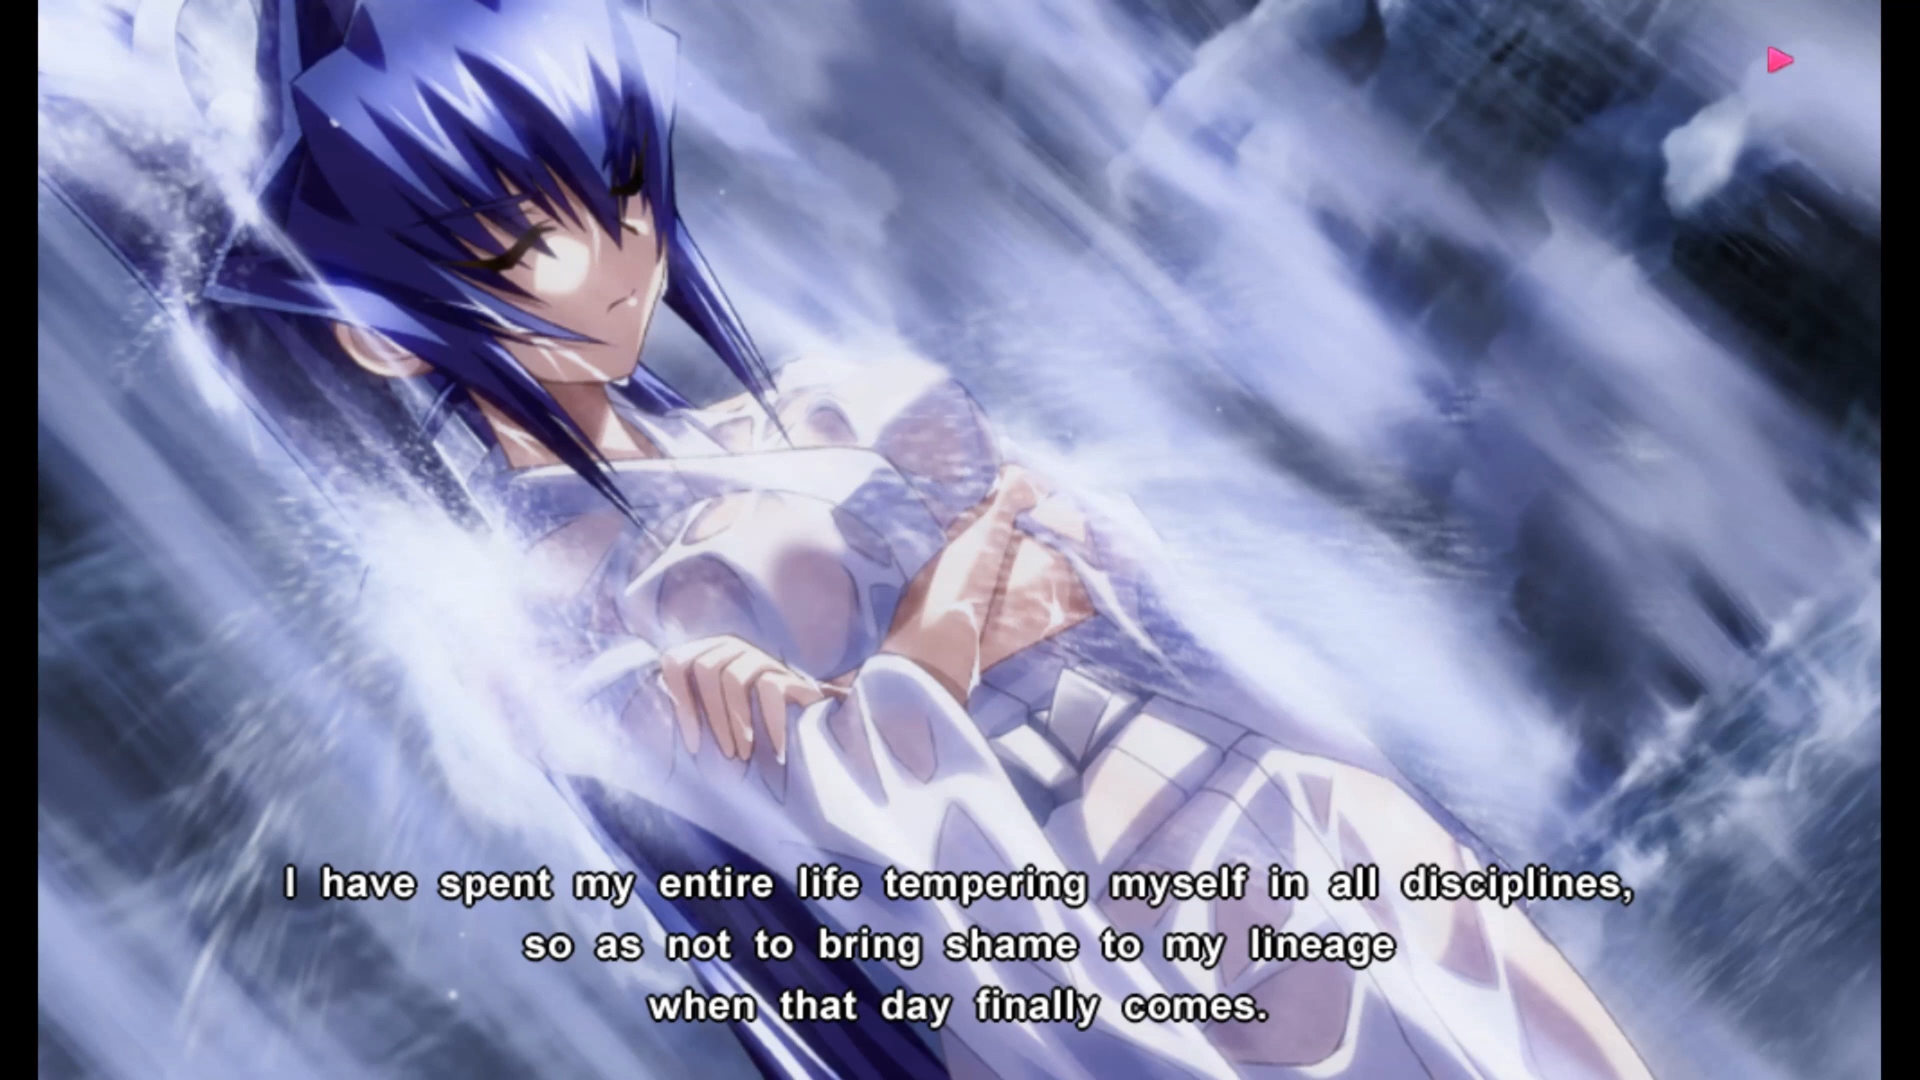 I have spent my entire life tempering myself in all disciplines,
so as not to bring shame to my lineage
when that day finally comes.